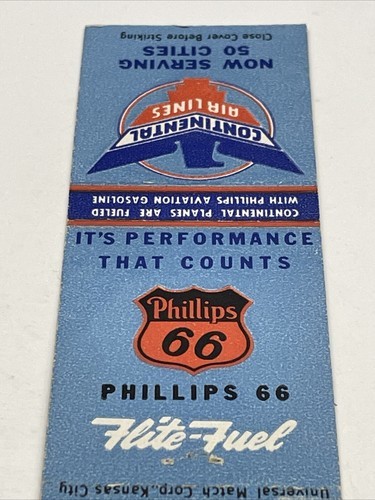 Close Cover Before Striking
NOW SERVING
50 CITIES
CONTINENTAL
AIR LINES
CONTINENTAL PLANES ARE FUELED
WITH PHILLIPS AVIATION GASOLINE
IT'S PERFORMANCE
THAT COUNTS
Phillips
66
PHILLIPS 66
Flite-Fuel
Universal Match Corp., Kansas City